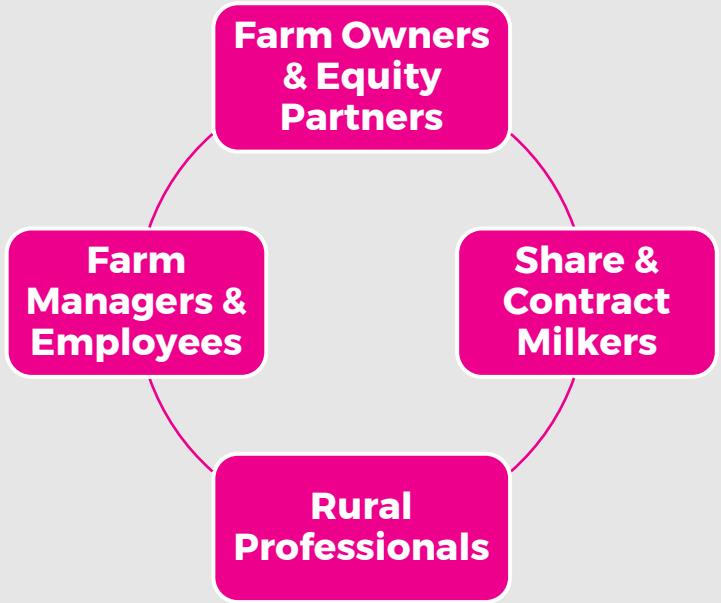 Farm Owners
& Equity
Partners
Farm
Managers &
Employees
Share &
Contract
Milkers
Rural
Professionals